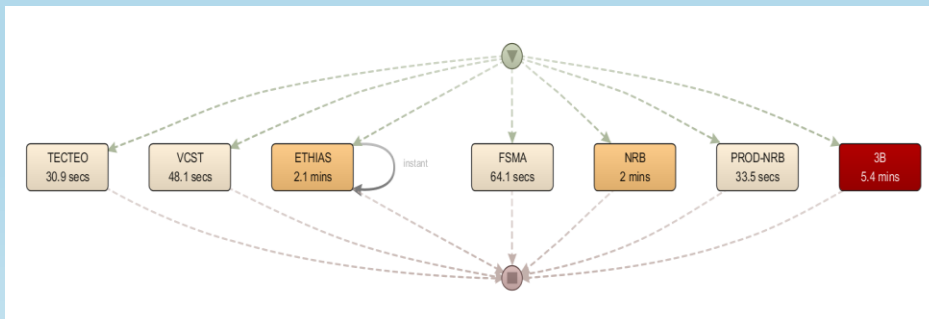 TECTEO
30.9 secs
VCST
48.1 secs
ETHIAS
2.1 mins
instant
FSMA
64.1 secs
NRB
2 mins
PROD-NRB
33.5 secs
3B
5.4 mins